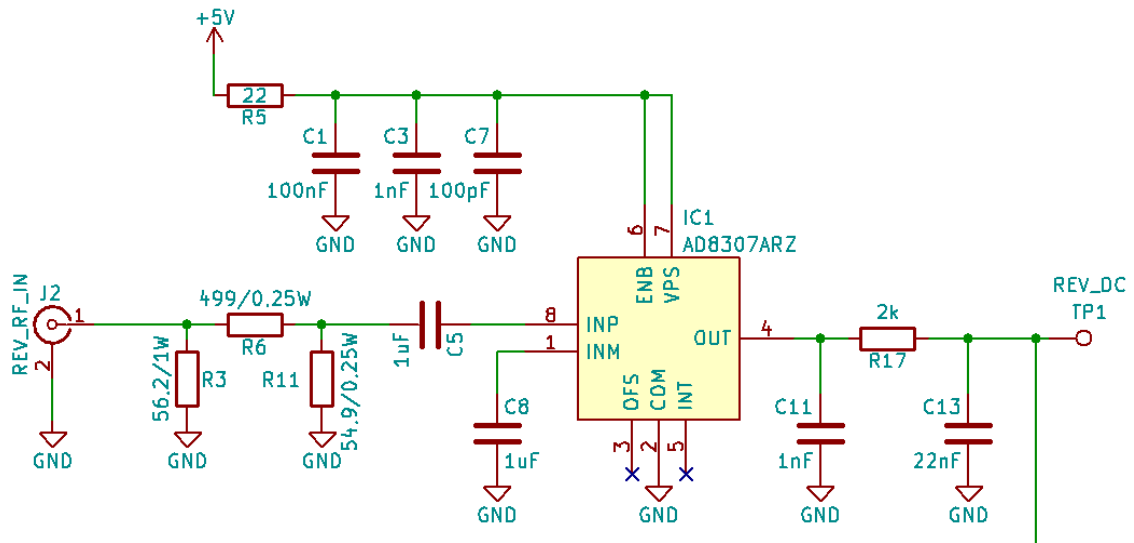 +5V
22
R5
C1
100nF
GND
C3
1nF
GND
C7
100pF
GND
IC1
AD8307ARZ
6
7
ENB
VPS
8
INP
1
INM
OUT
4
OFS
COM
INT
3
2
5
GND
REV_RF_IN
J2
1
2
GND
499/0.25W
R6
56.2/1W
R3
GND
R11
54.9/0.25W
GND
1uF
C5
C8
1uF
GND
2k
R17
C11
1nF
GND
C13
22nF
GND
REV_DC
TP1